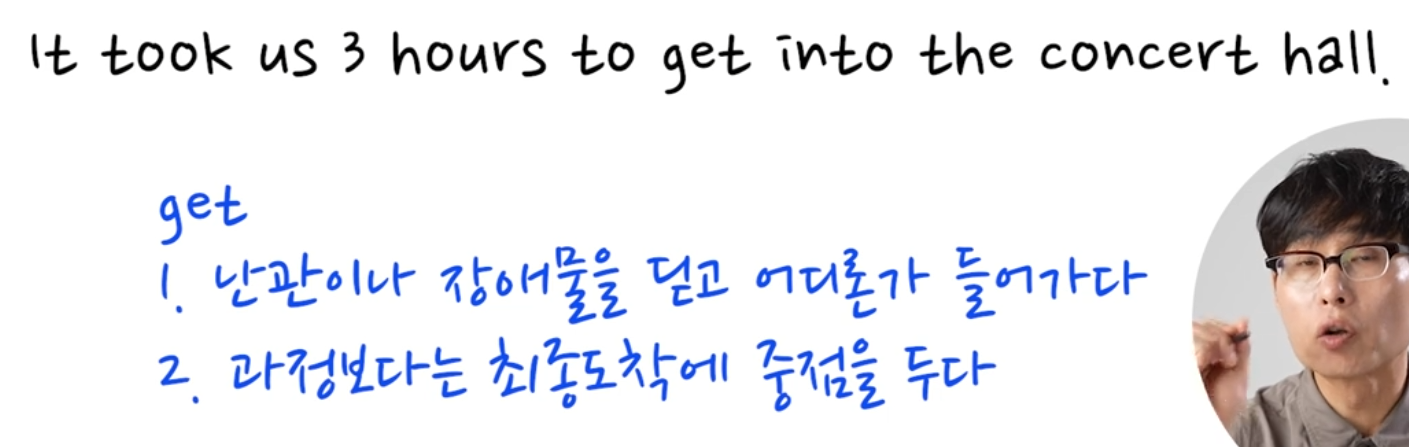 It took us 3 hours to get into the concert hall.
get
1. 난관이나 장애물을 딛고 어디론가 들어가다
2. 과정보다는 최종도착에 중점을 두다